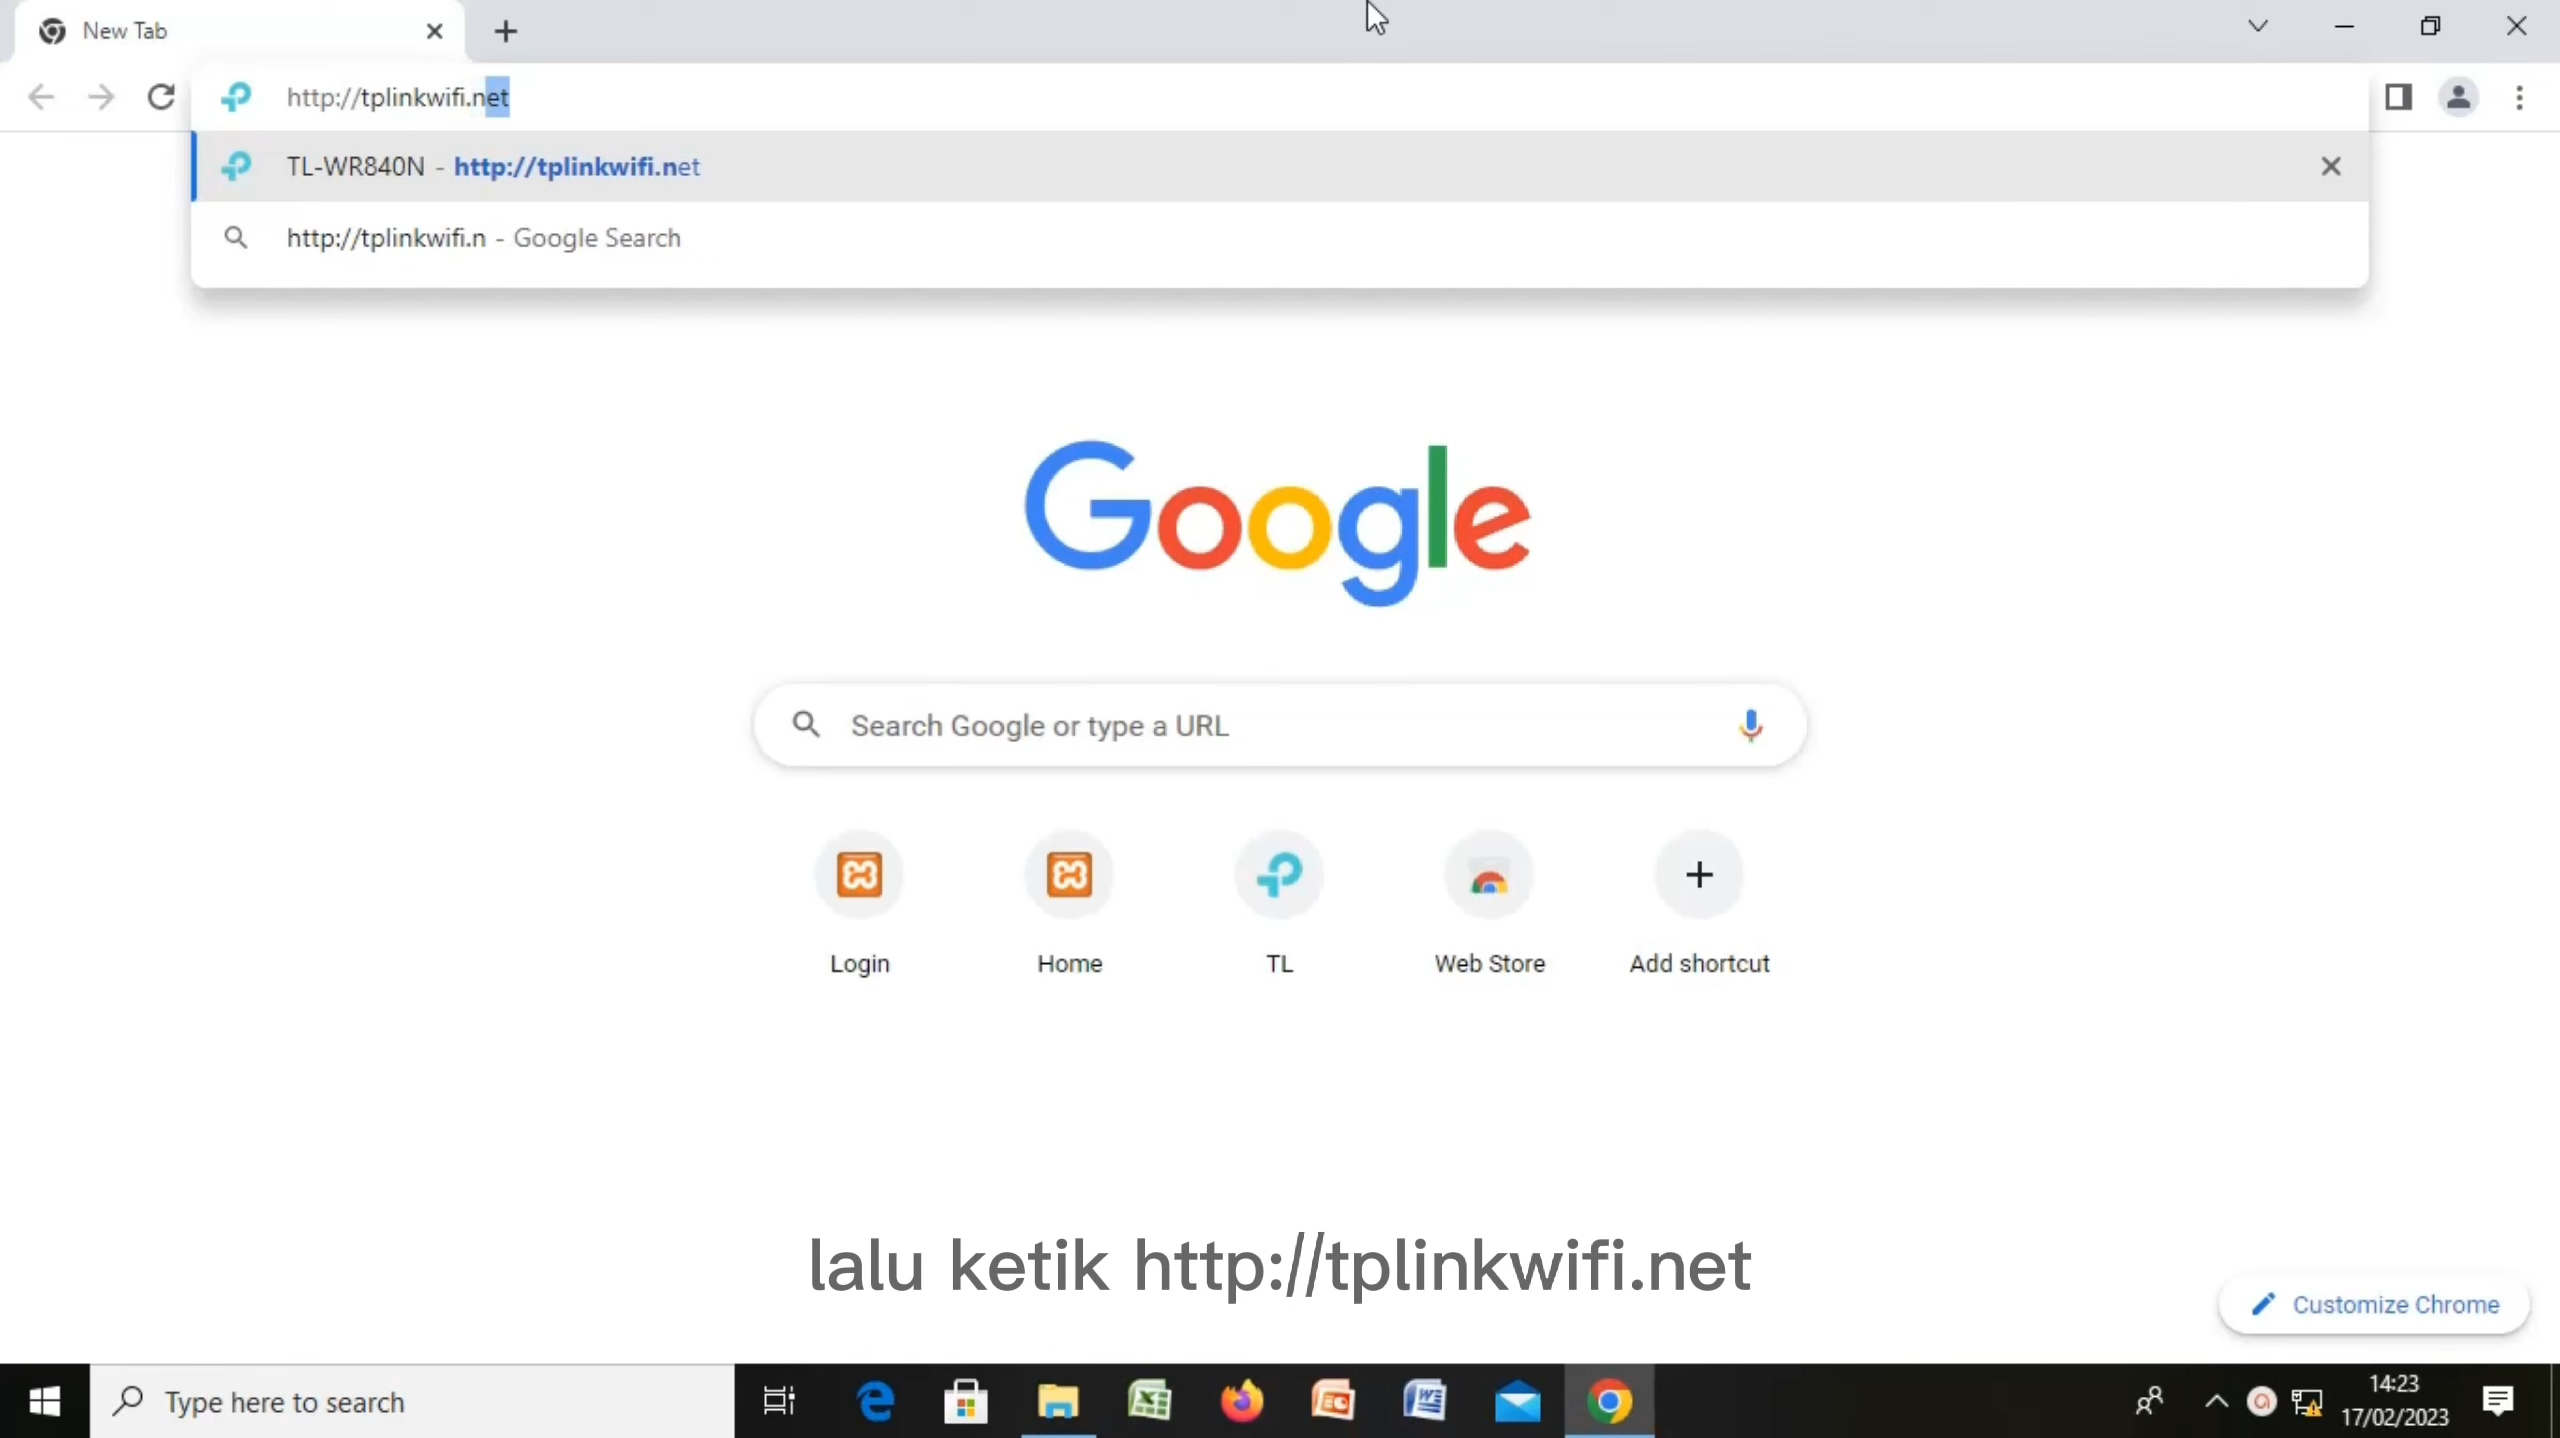 New Tab
http://tplinkwifi.net
TL-WR840N - http://tplinkwifi.net
http://tplinkwifi.n - Google Search
Google
Search Google or type a URL
Login
Home
TL
Web Store
Add shortcut
lalu ketik http://tplinkwifi.net
Customize Chrome
Type here to search
14:23
17/02/2023